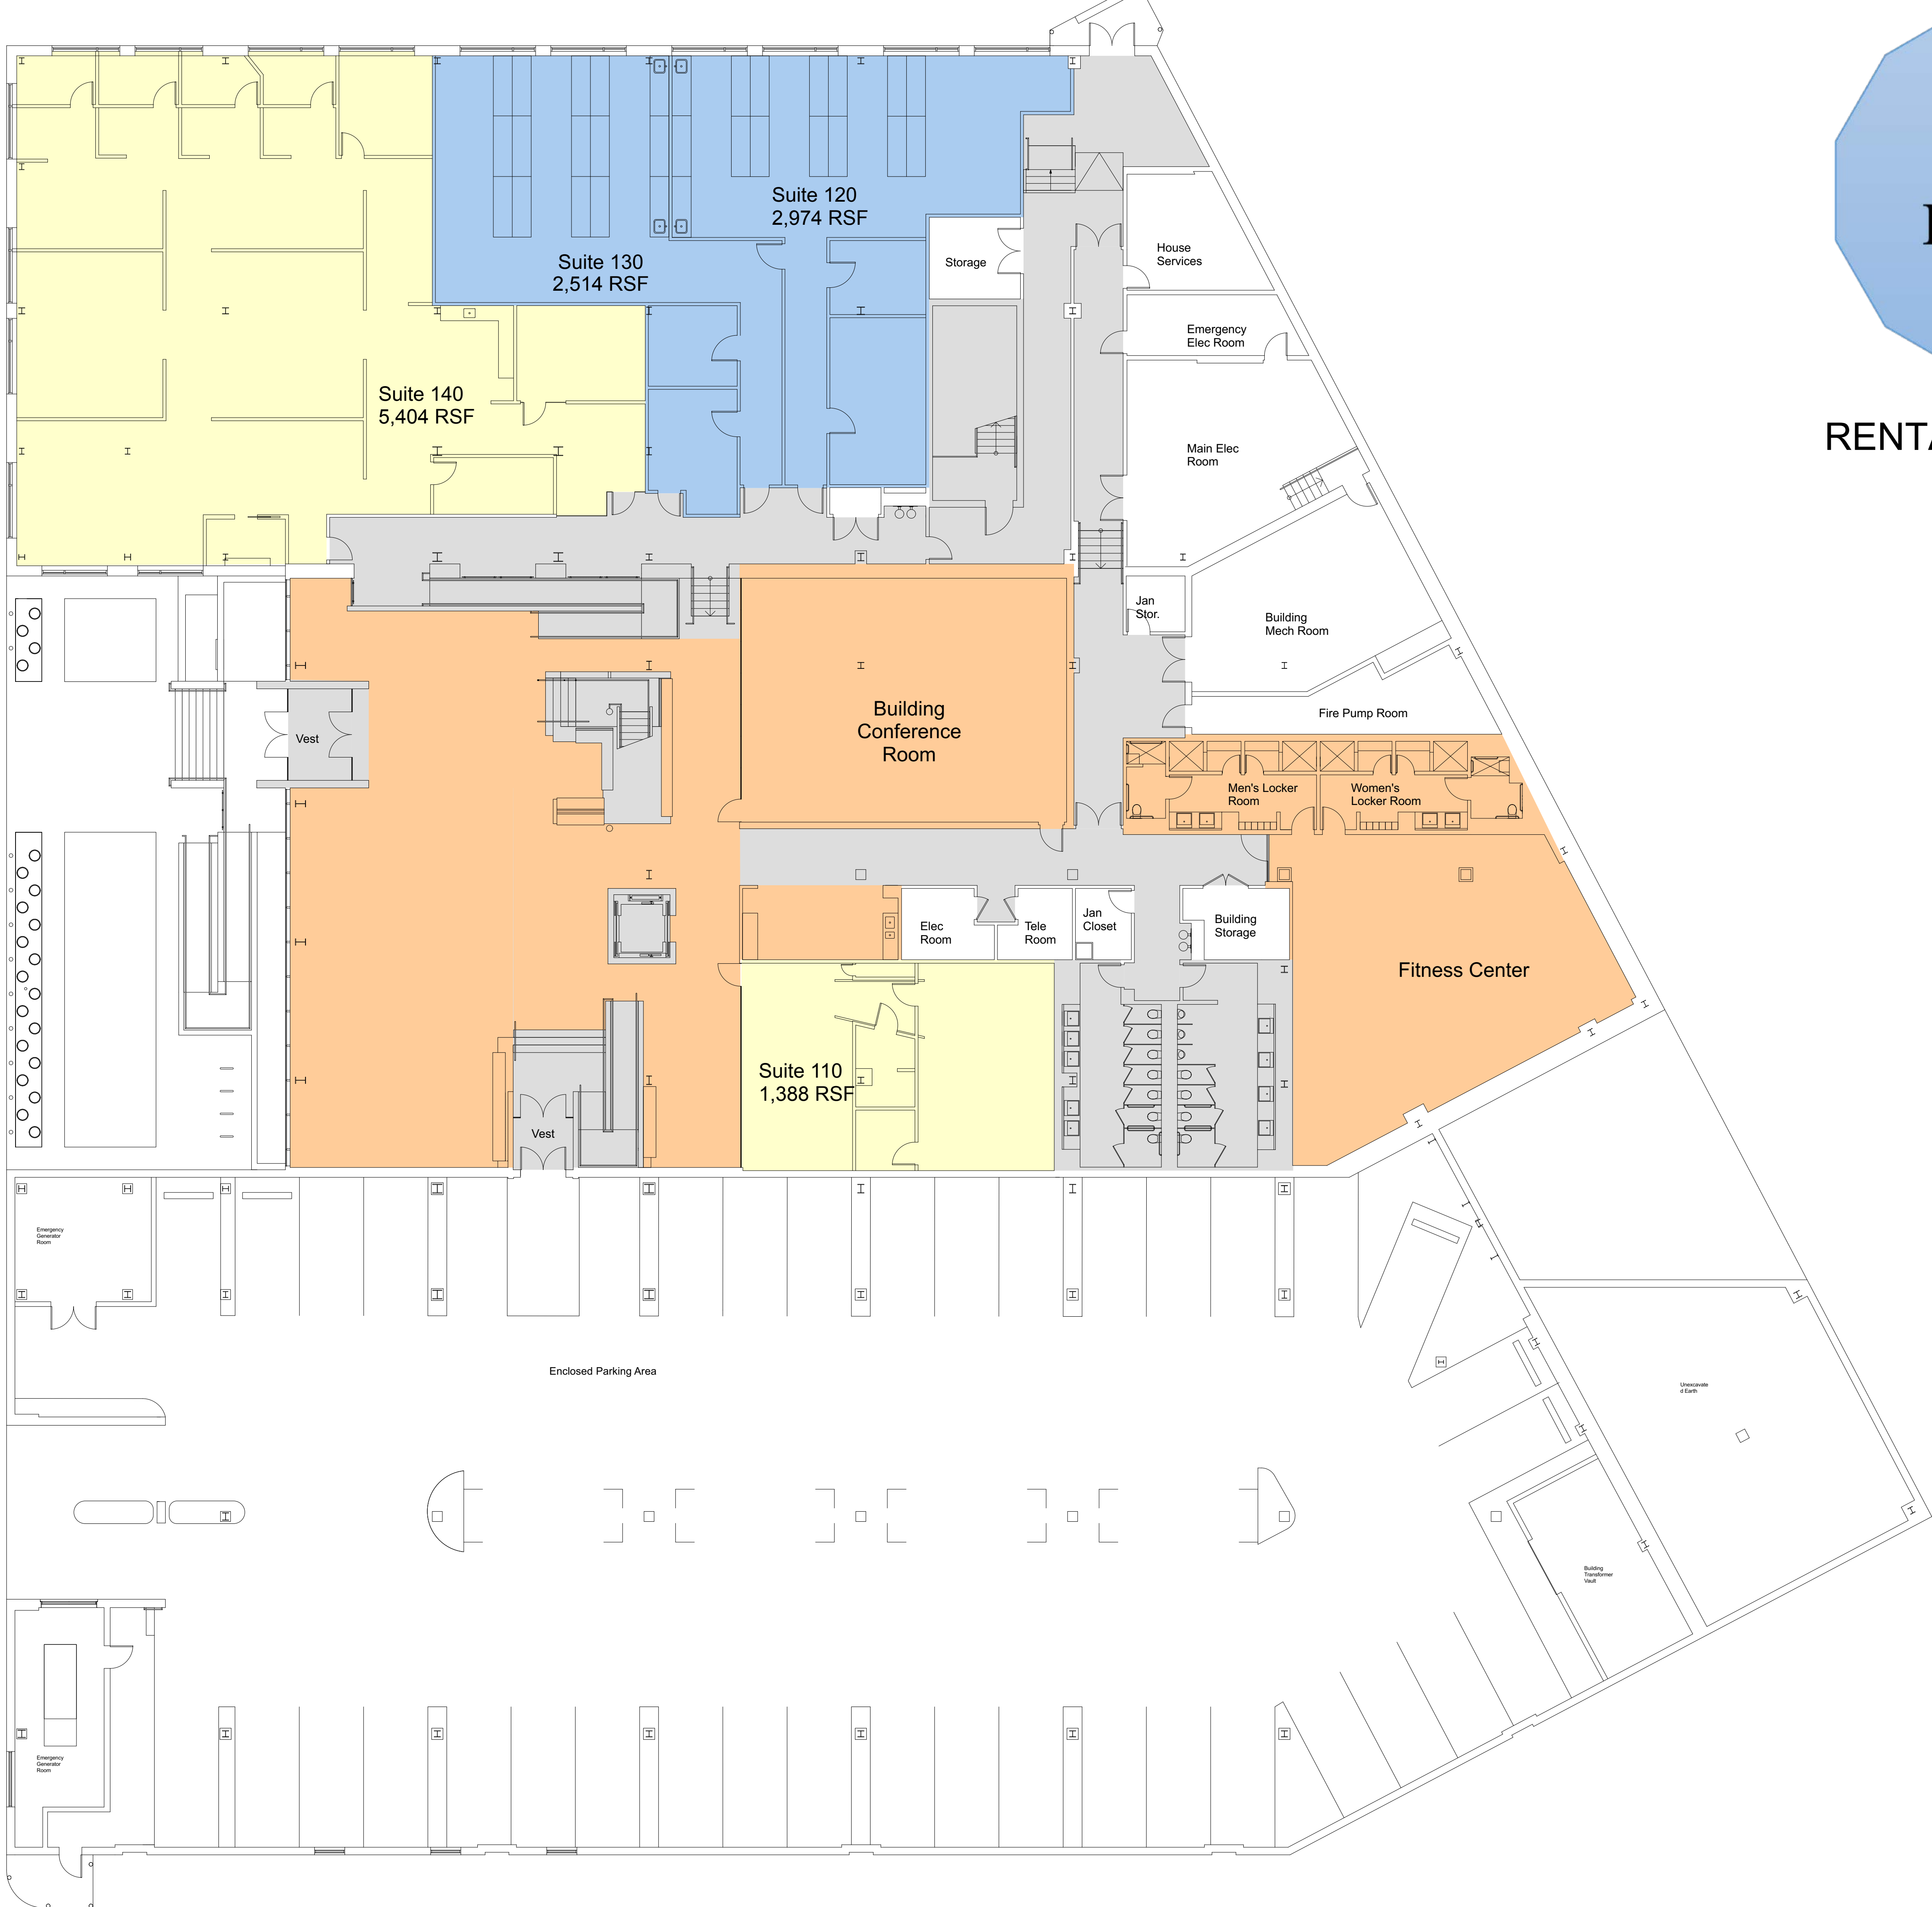 Suite 120
2,974 RSF
Suite 130
2,514 RSF
Storage
House
Services
Emergency
Elec Room
Suite 140
5,404 RSF
Main Elec
Room
Jan
Stor.
Building
Mech Room
Building
Conference
Room
Fire Pump Room
Vest
Men's Locker
Room
Women's
Locker Room
Elec
Room
Tele
Room
Jan
Closet
Building
Storage
Fitness Center
Suite 110
1,388 RSF
Vest
Emergency
Generator
Room
Enclosed Parking Area
Unexcavate
d Earth
Building
Transformer
Vault
Emergency
Generator
Room